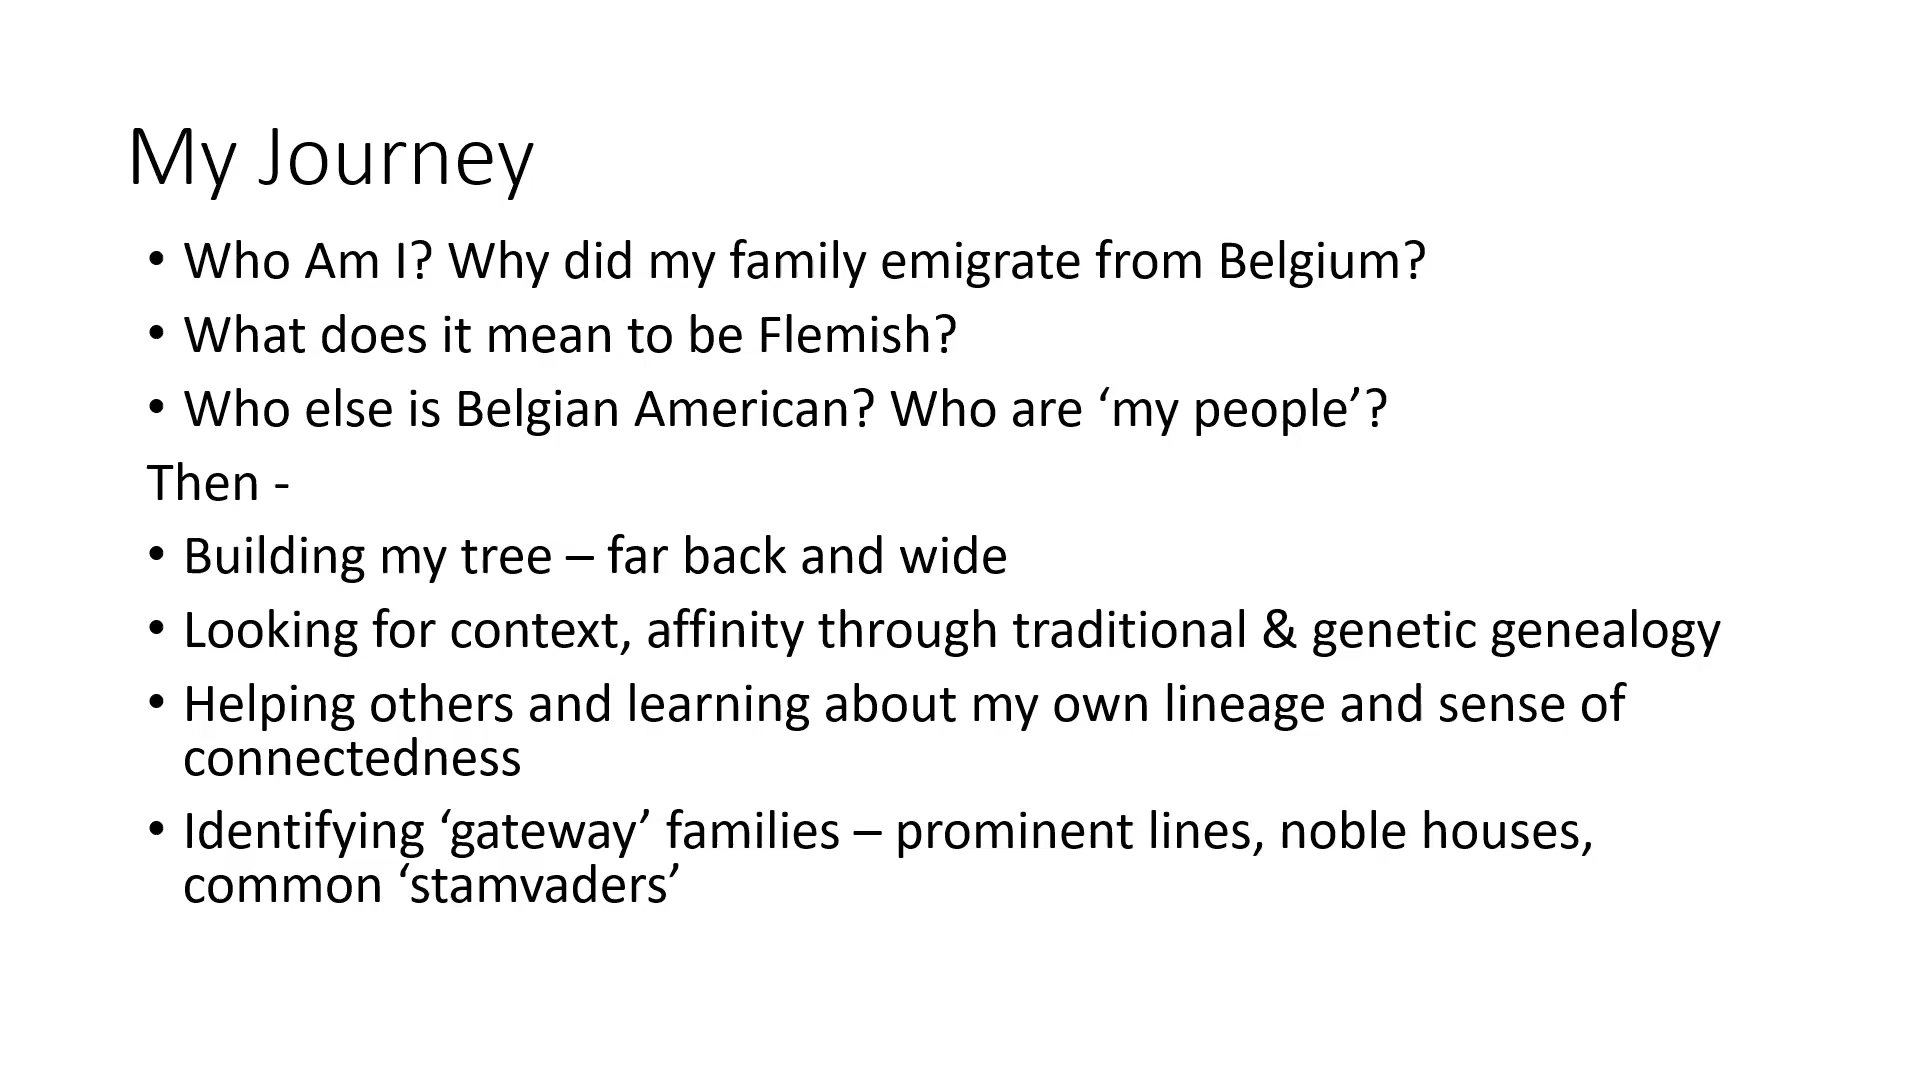 My Journey
• Who Am I? Why did my family emigrate from Belgium?
• What does it mean to be Flemish?
• Who else is Belgian American? Who are ‘my people’?
Then -
• Building my tree – far back and wide
• Looking for context, affinity through traditional & genetic genealogy
• Helping others and learning about my own lineage and sense of
connectedness
• Identifying ‘gateway’ families – prominent lines, noble houses,
common ‘stamvaders’